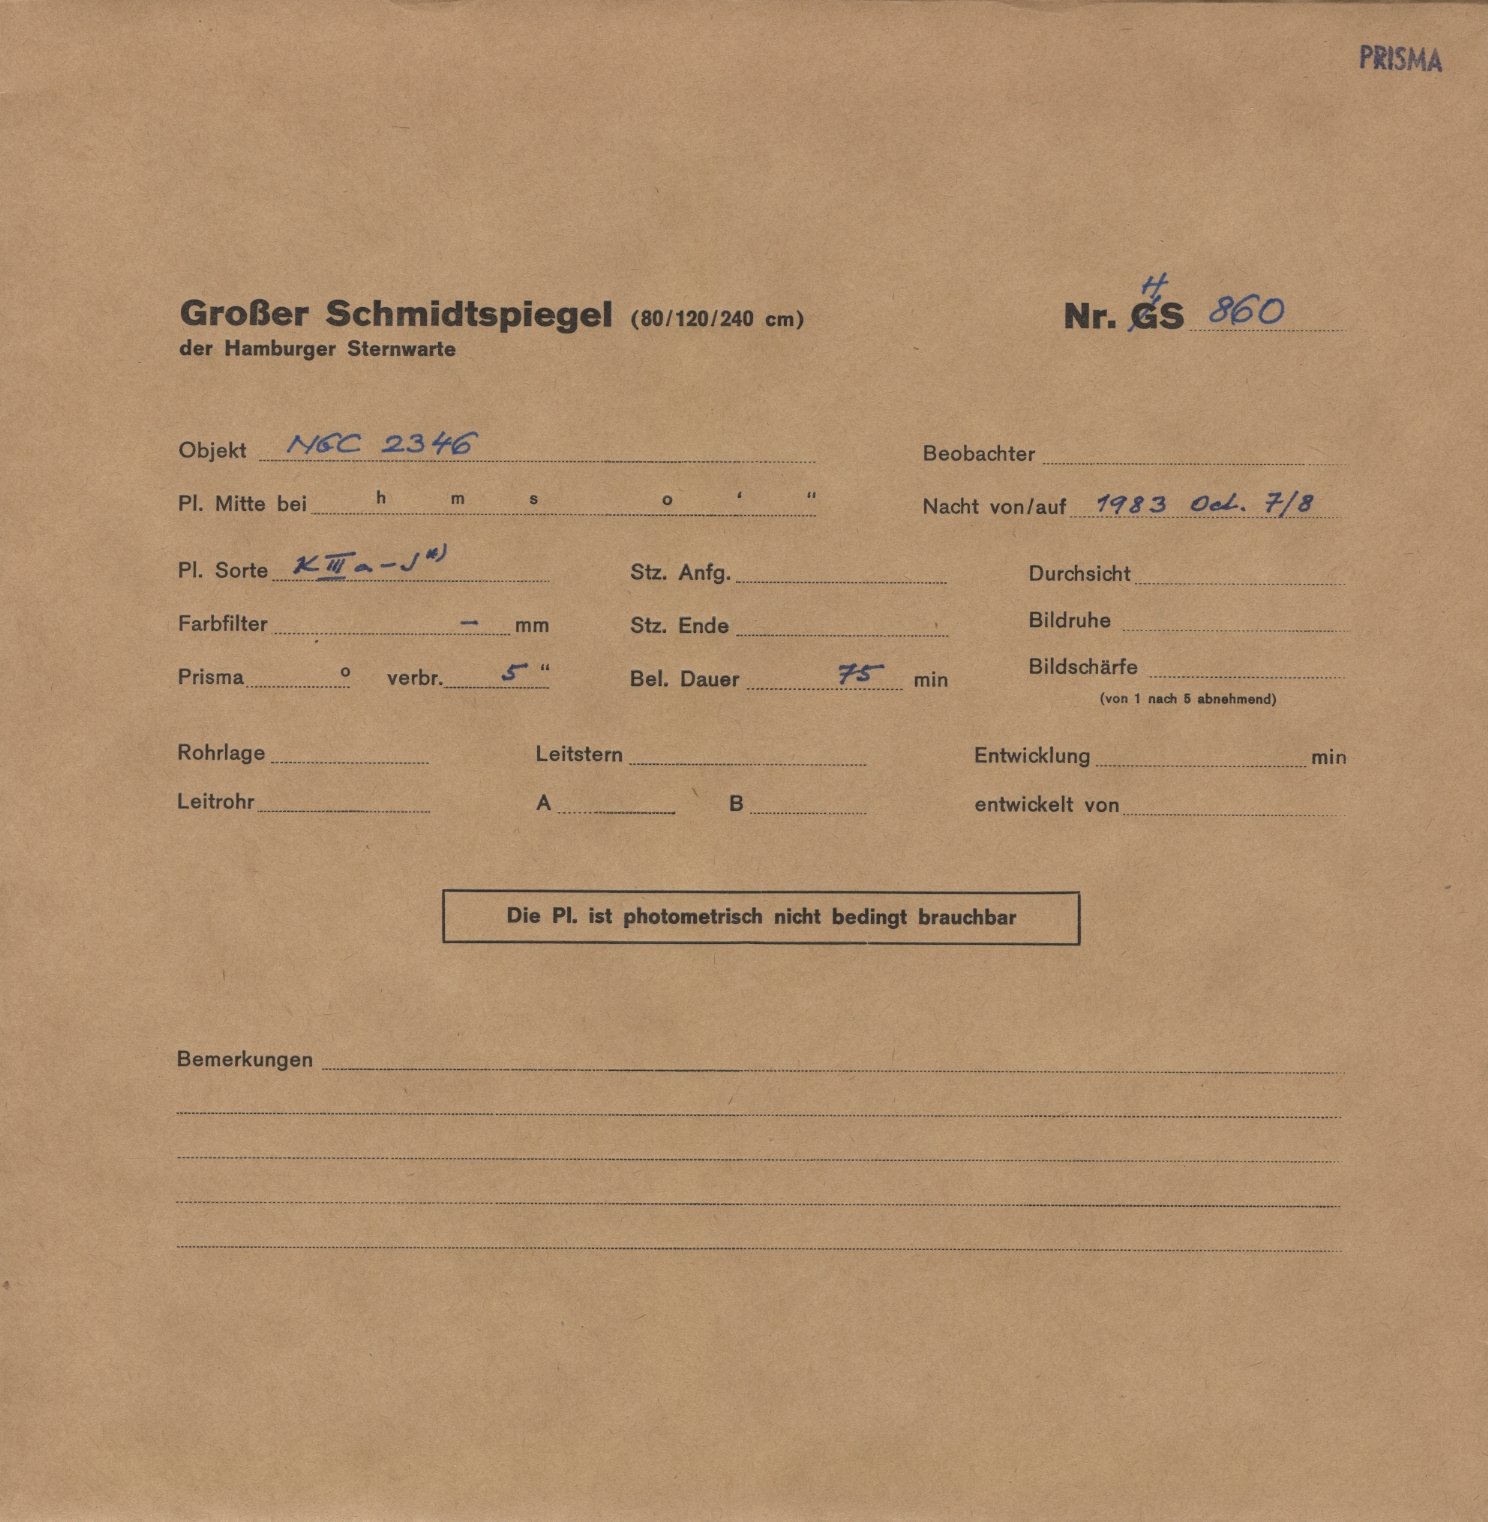 PRISMA
Großer Schmidtspiegel (80/120/240 cm)
der Hamburger Sternwarte
Nr. GS H 860
Objekt NGC 2346
Beobachter
Pl. Mitte bei h m s o ‘ “
Nacht von/auf 1983 Oct. 7/8
Pl. Sorte KIIIa-J*)
Stz. Anfg.
Durchsicht
Farbfilter – mm
Stz. Ende
Bildruhe
Prisma o verbr. 5 “
Bel. Dauer 75 min
Bildschärfe
(von 1 nach 5 abnehmend)
Rohrlage
Leitstern
Entwicklung min
Leitrohr
A B
entwickelt von
Die Pl. ist photometrisch nicht bedingt brauchbar
Bemerkungen